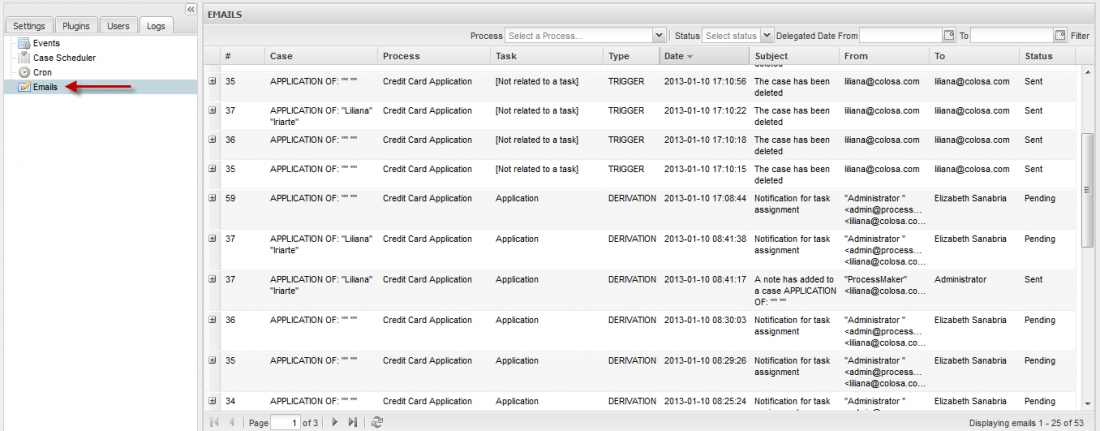 Settings Plugins Users Logs
Events
Case Scheduler
Cron
Emails
EMAILS
Process Select a Process... Status Select status Delegated Date From To Filter
# Case Process Task Type Date Subject From To Status
deleted
35 APPLICATION OF: "" "" Credit Card Application [Not related to a task] TRIGGER 2013-01-10 17:10:56 The case has been liliana@colosa.com liliana@colosa.com Sent
deleted
37 APPLICATION OF: "Liliana" Credit Card Application [Not related to a task] TRIGGER 2013-01-10 17:10:22 The case has been liliana@colosa.com liliana@colosa.com Sent
"Iriarte" deleted
36 APPLICATION OF: "" "" Credit Card Application [Not related to a task] TRIGGER 2013-01-10 17:10:18 The case has been liliana@colosa.com liliana@colosa.com Sent
deleted
35 APPLICATION OF: "" "" Credit Card Application [Not related to a task] TRIGGER 2013-01-10 17:10:15 The case has been liliana@colosa.com liliana@colosa.com Sent
deleted
59 APPLICATION OF: "" "" Credit Card Application Application DERIVATION 2013-01-10 17:08:44 Notification for task "Administrator " Elizabeth Sanabria Pending
assignment <admin@process...
<liliana@colosa.co...
37 APPLICATION OF: "Liliana" Credit Card Application Application DERIVATION 2013-01-10 08:41:38 Notification for task "Administrator " Elizabeth Sanabria Pending
"Iriarte" assignment <admin@process...
<liliana@colosa.co...
37 APPLICATION OF: "Liliana" Credit Card Application Application DERIVATION 2013-01-10 08:41:17 A note has added to "ProcessMaker" Administrator Sent
"Iriarte" a case APPLICATION <liliana@colosa.co...
OF: "" ""
36 APPLICATION OF: "" "" Credit Card Application Application DERIVATION 2013-01-10 08:30:03 Notification for task "Administrator " Elizabeth Sanabria Pending
assignment <admin@process...
<liliana@colosa.co...
35 APPLICATION OF: "" "" Credit Card Application Application DERIVATION 2013-01-10 08:29:26 Notification for task "Administrator " Elizabeth Sanabria Pending
assignment <admin@process...
<liliana@colosa.co...
34 APPLICATION OF: "" "" Credit Card Application Application DERIVATION 2013-01-10 08:25:24 Notification for task "Administrator " Elizabeth Sanabria Pending
Page 1 of 3 Displaying emails 1 - 25 of 53